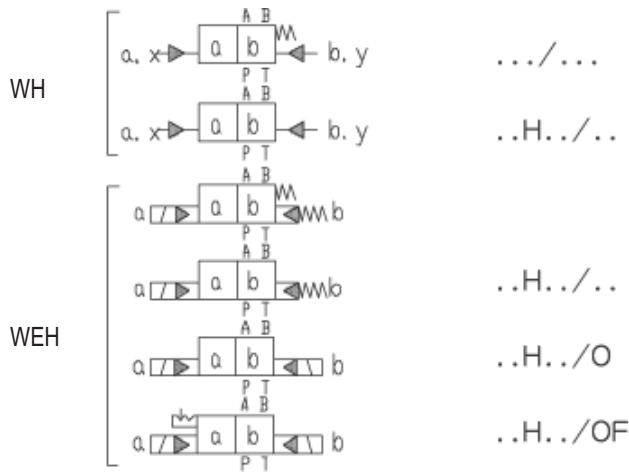 A B
a. x a b b. y .../...
P T
WH
A B
a. x a b b. y ..H../..
P T
A B
a a b b
P T
A B
a a b b ..H../..
P T
WEH
A B
a a b b ..H../O
P T
A B
a a b b ..H../OF
P T